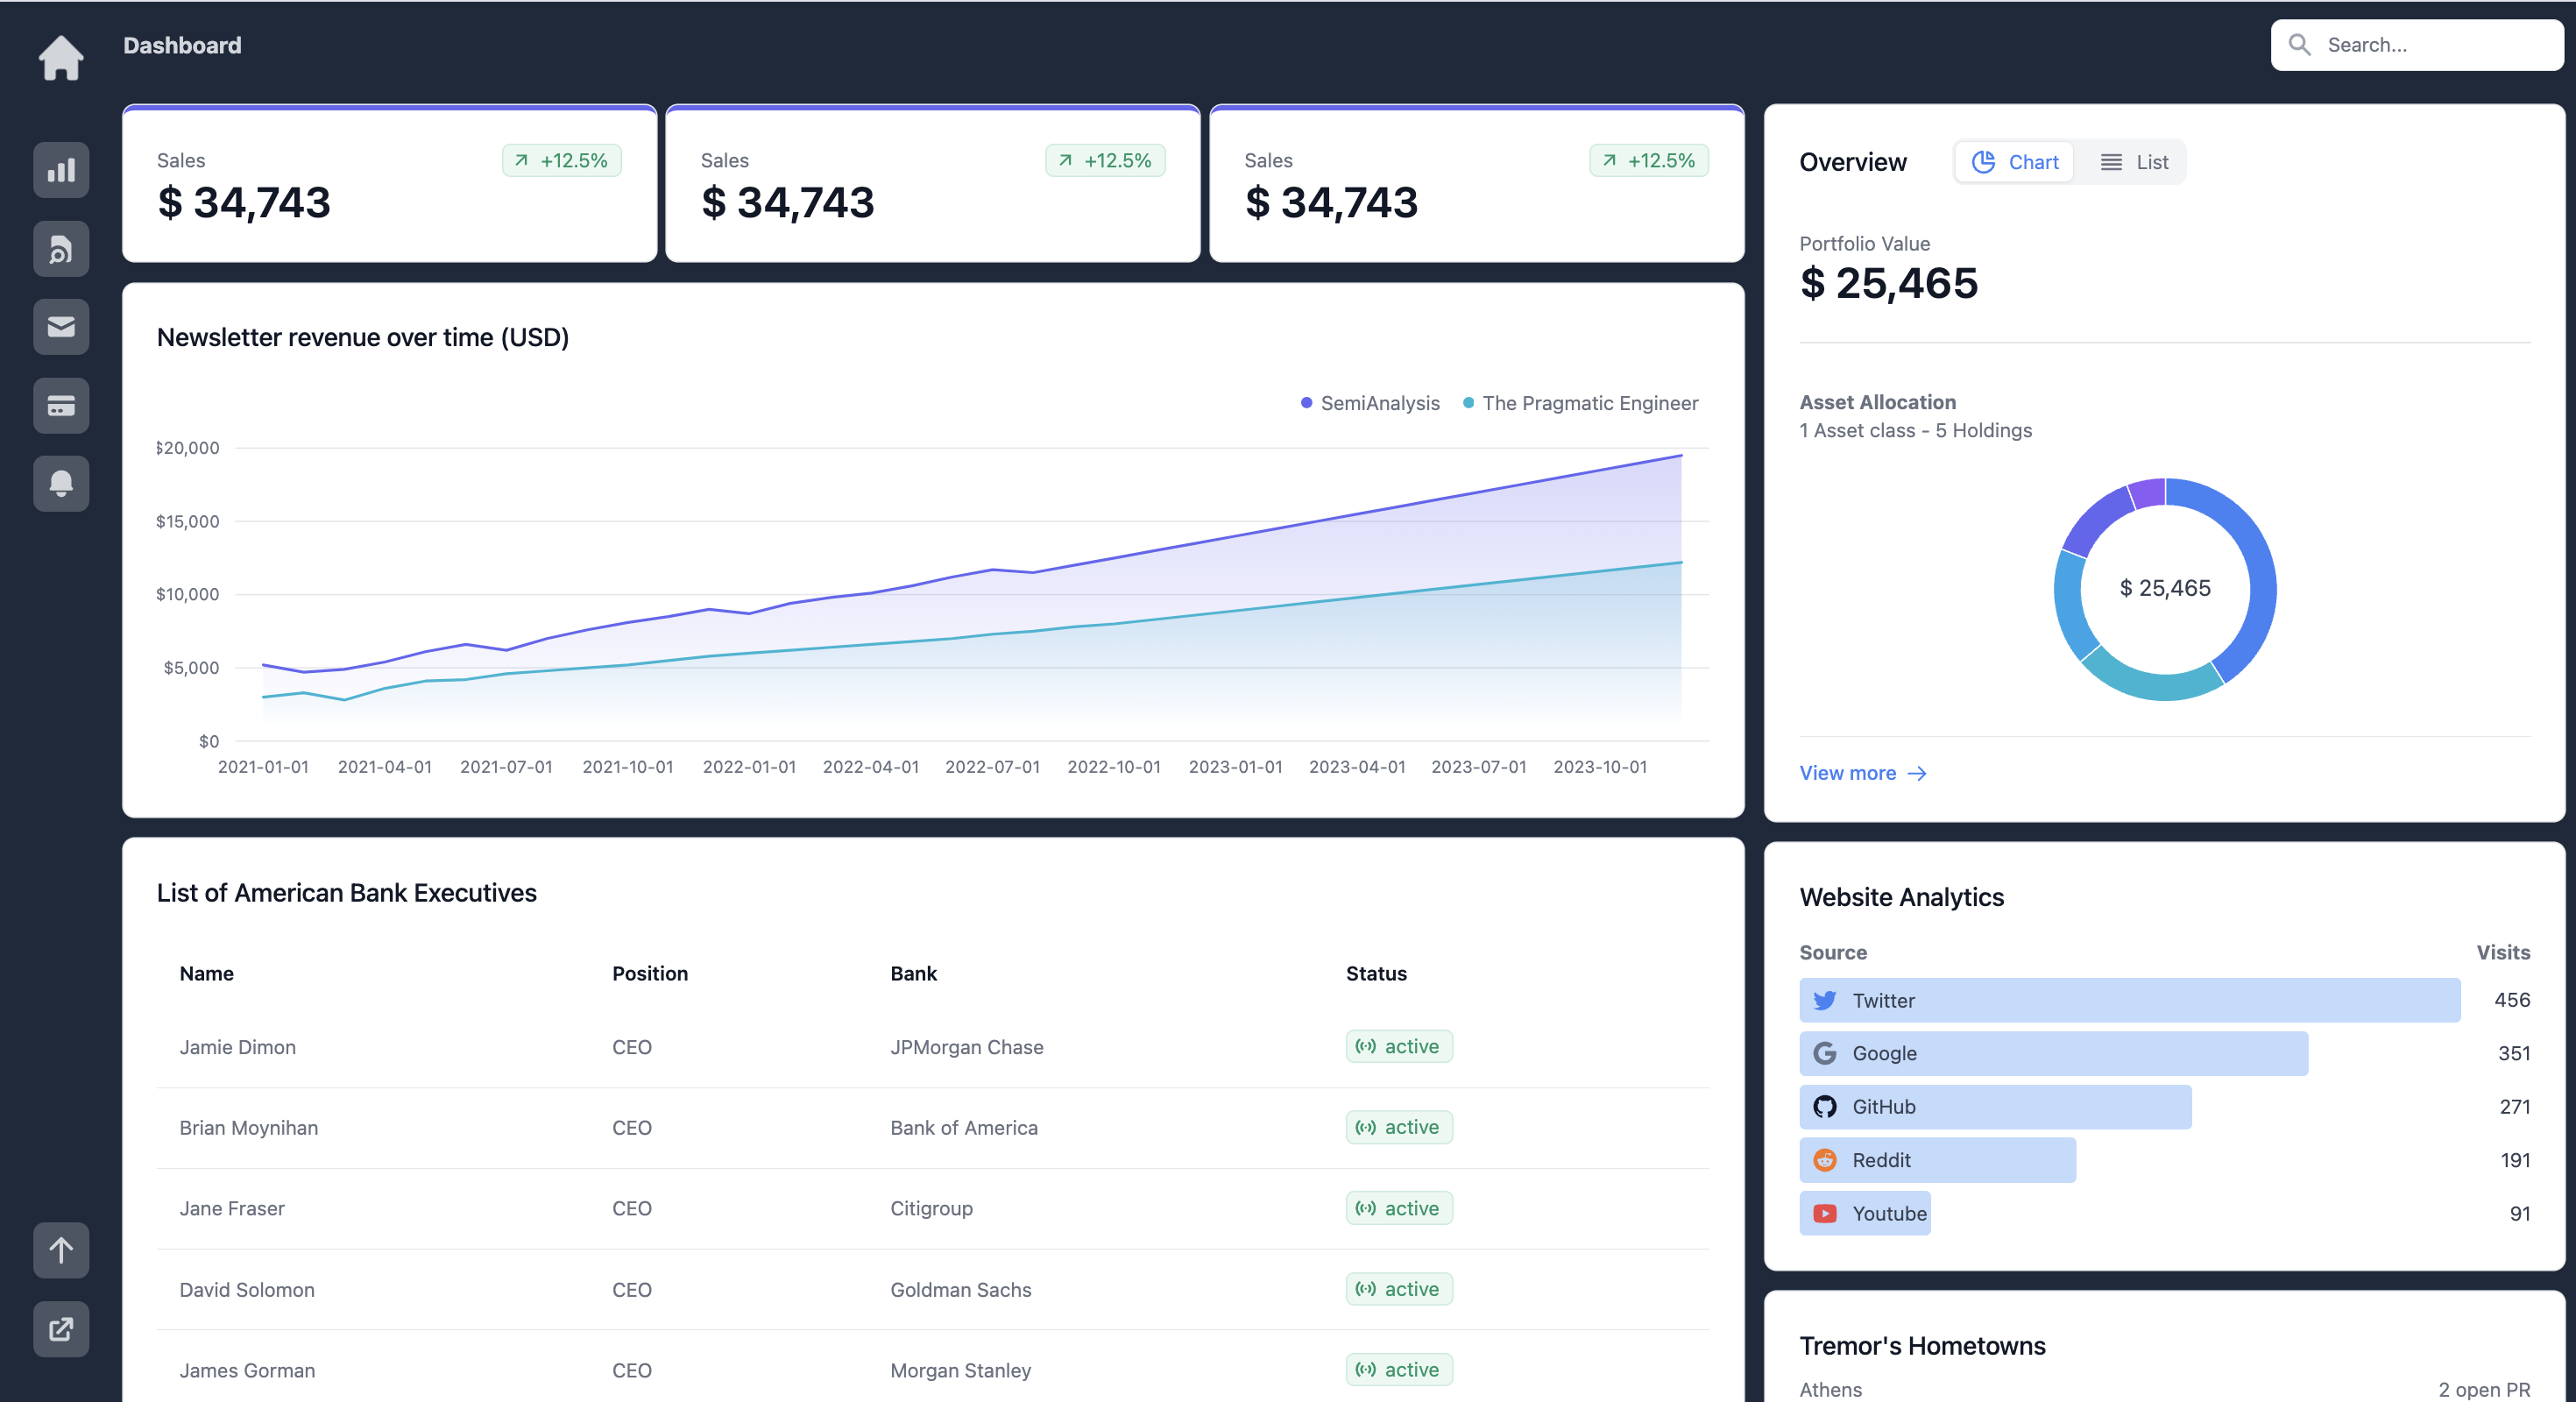 Dashboard
Search...
Sales
+12.5%
$ 34,743
Sales
+12.5%
$ 34,743
Sales
+12.5%
$ 34,743
Newsletter revenue over time (USD)
SemiAnalysis The Pragmatic Engineer
$20,000
$15,000
$10,000
$5,000
$0
2021-01-01 2021-04-01 2021-07-01 2021-10-01 2022-01-01 2022-04-01 2022-07-01 2022-10-01 2023-01-01 2023-04-01 2023-07-01 2023-10-01
List of American Bank Executives
Name Position Bank Status
Jamie Dimon CEO JPMorgan Chase active
Brian Moynihan CEO Bank of America active
Jane Fraser CEO Citigroup active
David Solomon CEO Goldman Sachs active
James Gorman CEO Morgan Stanley active
Overview Chart List
Portfolio Value
$ 25,465
Asset Allocation
1 Asset class - 5 Holdings
$ 25,465
View more →
Website Analytics
Source Visits
Twitter 456
Google 351
GitHub 271
Reddit 191
Youtube 91
Tremor's Hometowns
Athens 2 open PR